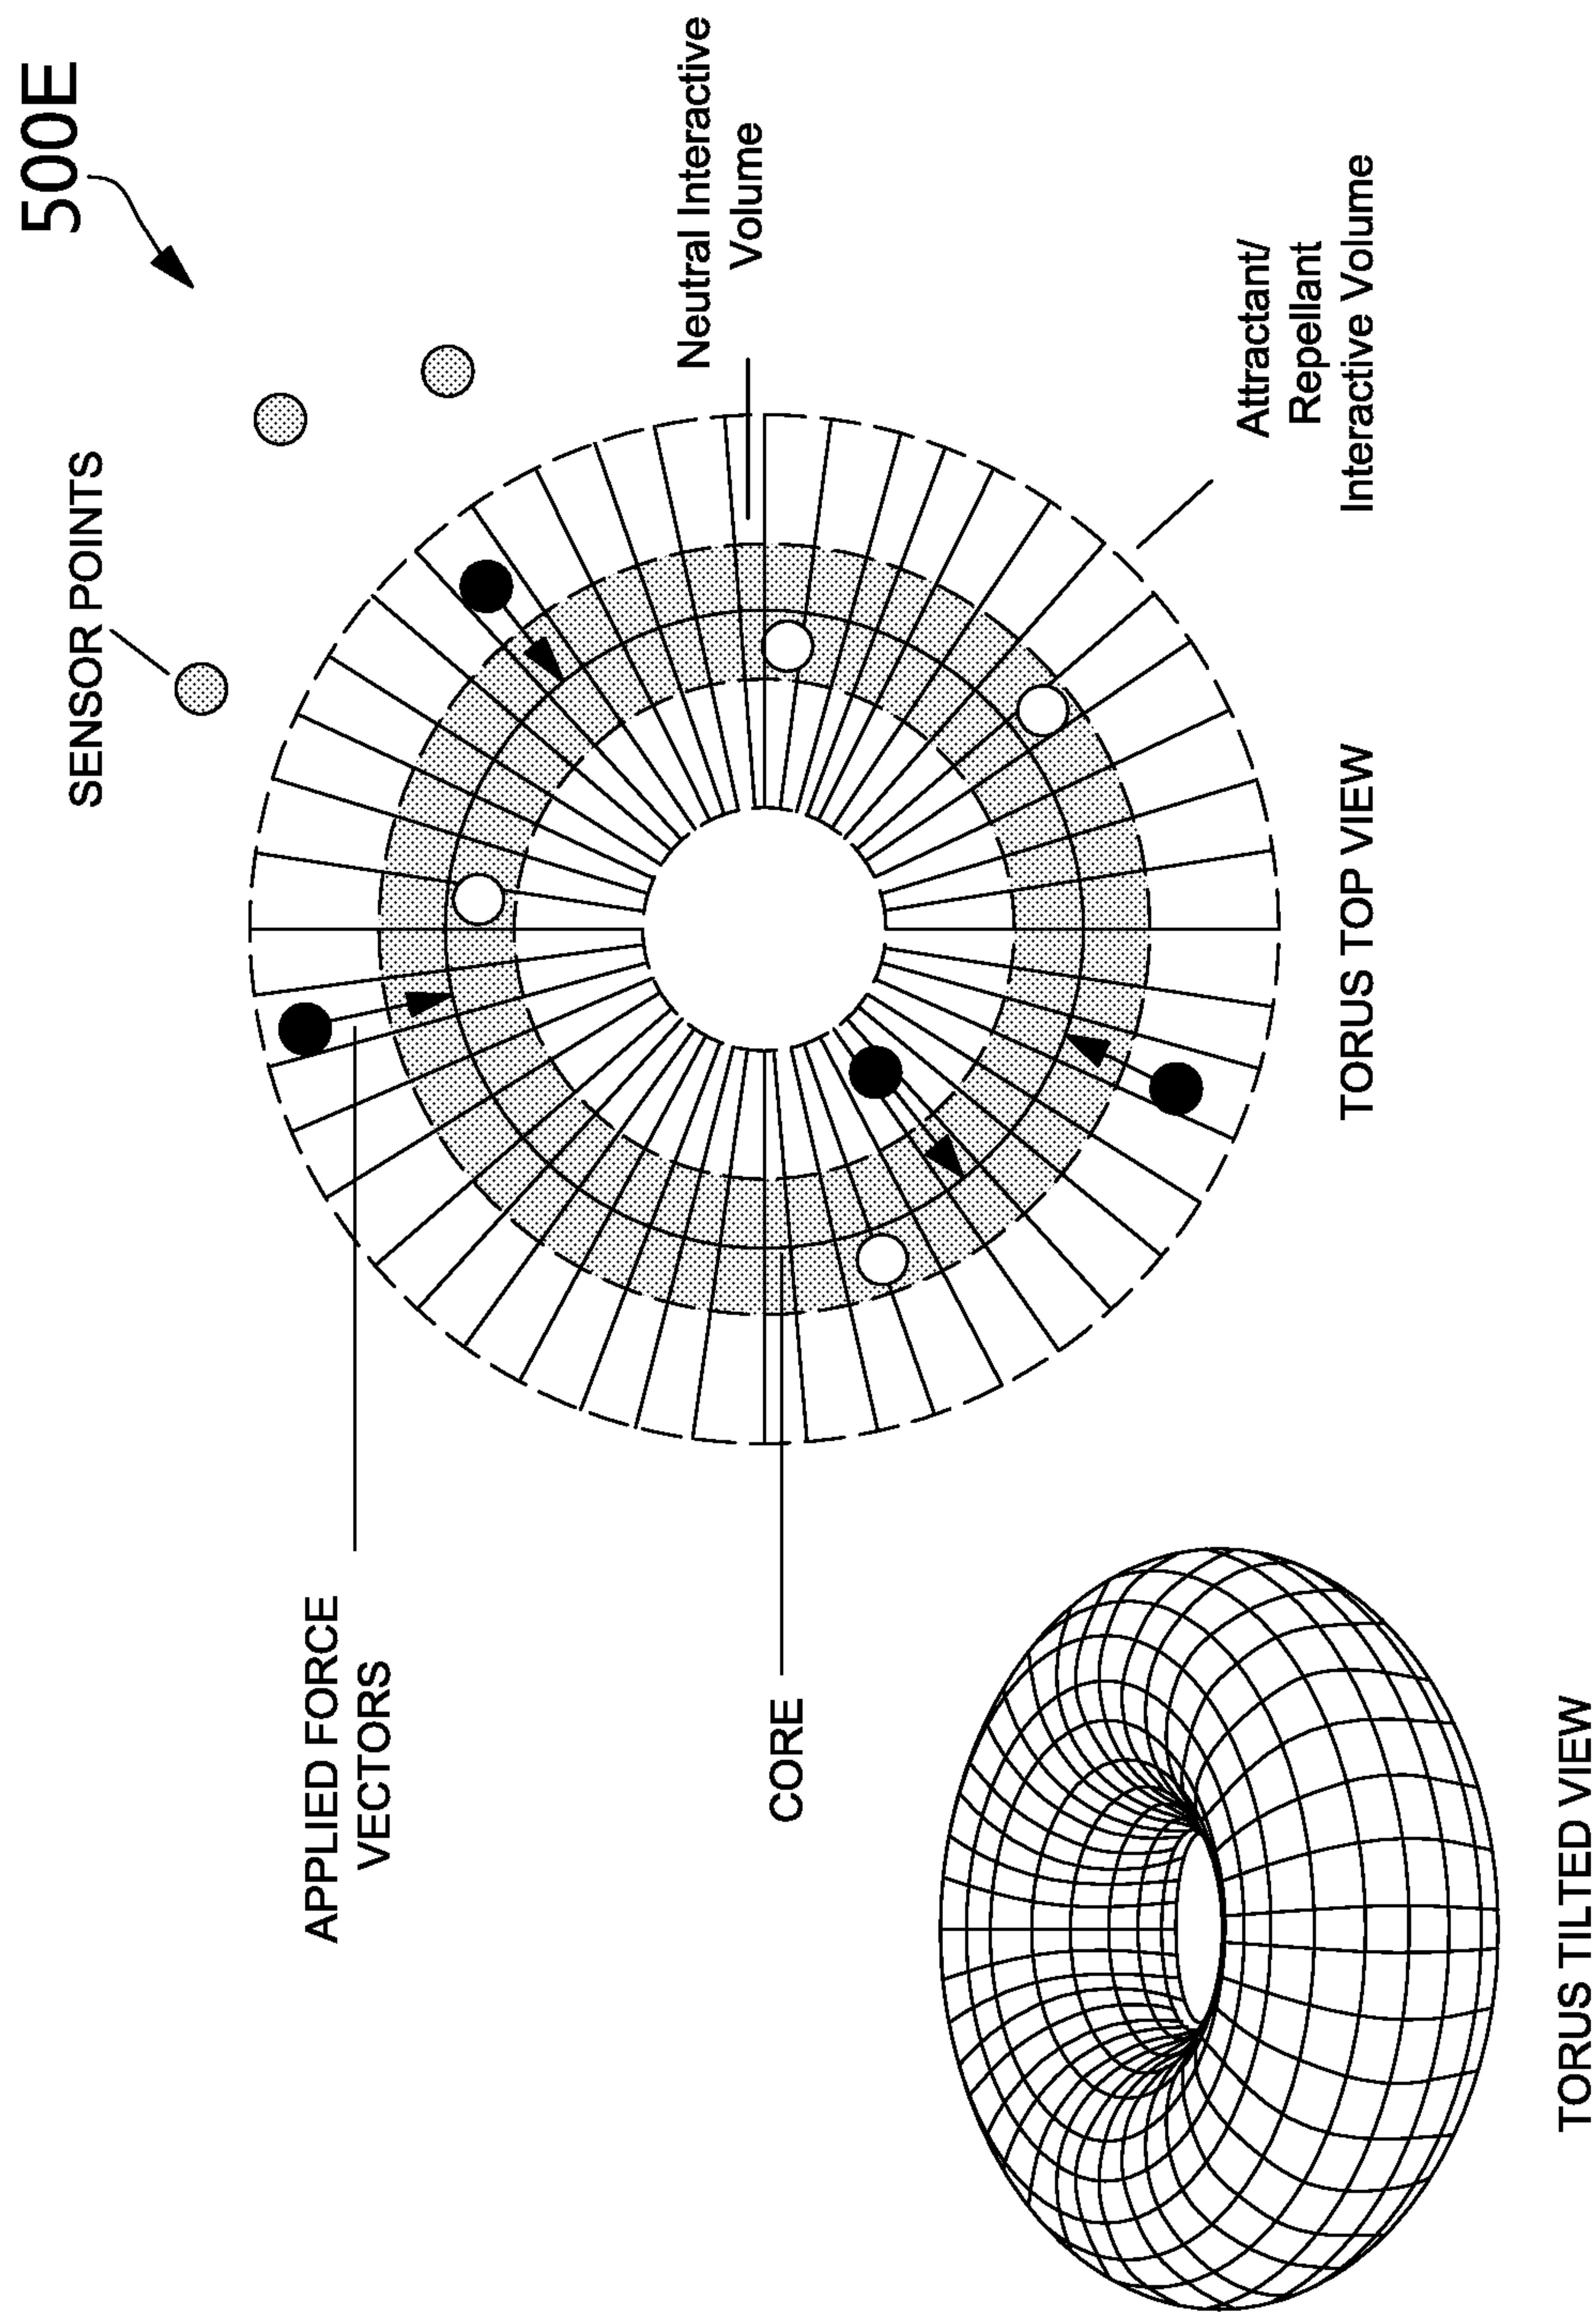 500E
SENSOR POINTS
APPLIED FORCE
VECTORS
Neutral Interactive
Volume
CORE
Attractant/
Repellant
Interactive Volume
TORUS TOP VIEW
TORUS TILTED VIEW